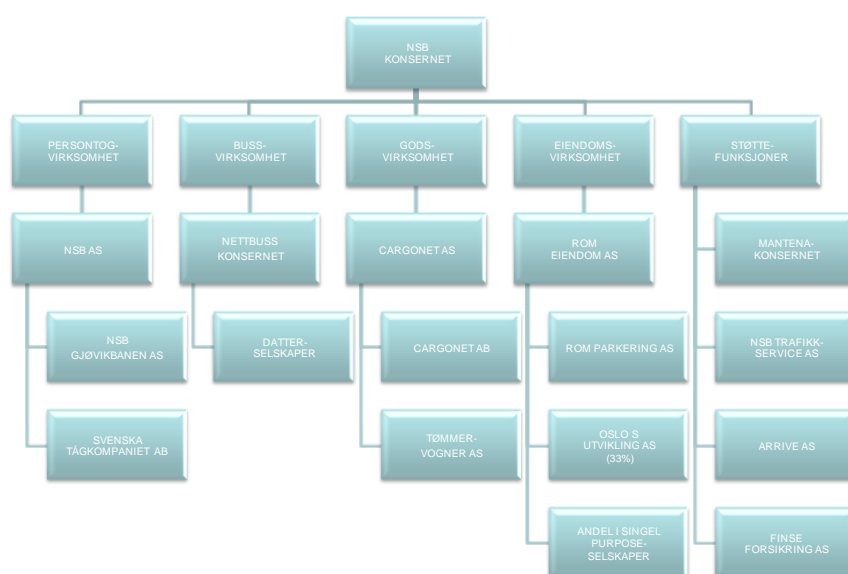 NSB
KONSERNET
PERSONTOG-
VIRKSOMHET
BUSS-
VIRKSOMHET
GODS-
VIRKSOMHET
EIENDOMS-
VIRKSOMHET
STØTTE-
FUNKSJONER
NSB AS
NETTBUSS
KONSERNET
CARGONET AS
ROM
EIENDOM AS
MANTENA-
KONSERNET
NSB
GJØVIKBANEN AS
DATTER-
SELSKAPER
CARGONET AB
ROM PARKERING AS
NSB TRAFIKK-
SERVICE AS
SVENSKA
TÅGKOMPANIET AB
TØMMER-
VOGNER AS
OSLO S
UTVIKLING AS
(33%)
ARRIVE AS
ANDEL I SINGEL
PURPOSE-
SELSKAPER
FINSE
FORSIKRING AS